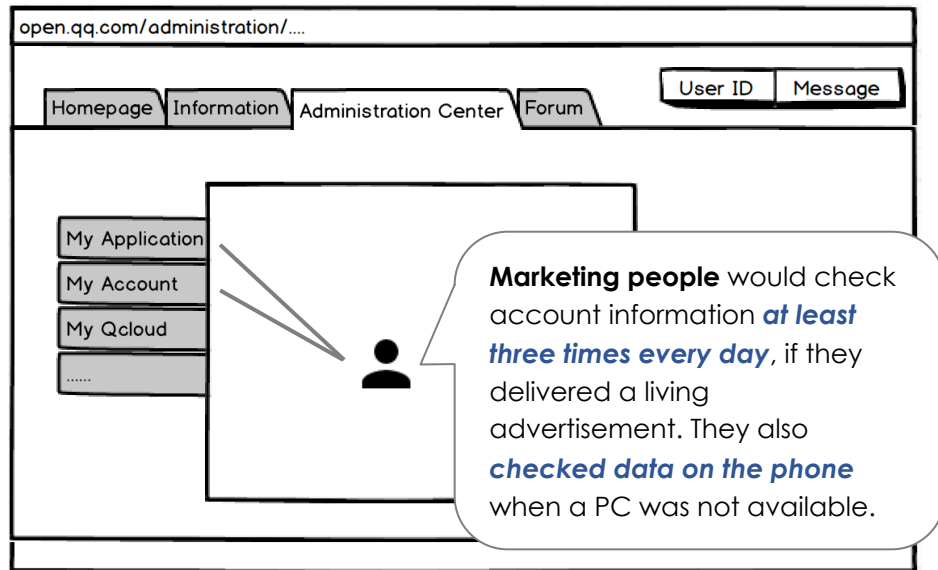 open.qq.com/administration/....
User ID Message
Homepage Information Administration Center Forum
My Application
My Account
My Qcloud
......
Marketing people would check
account information at least
three times every day, if they
delivered a living
advertisement. They also
checked data on the phone
when a PC was not available.